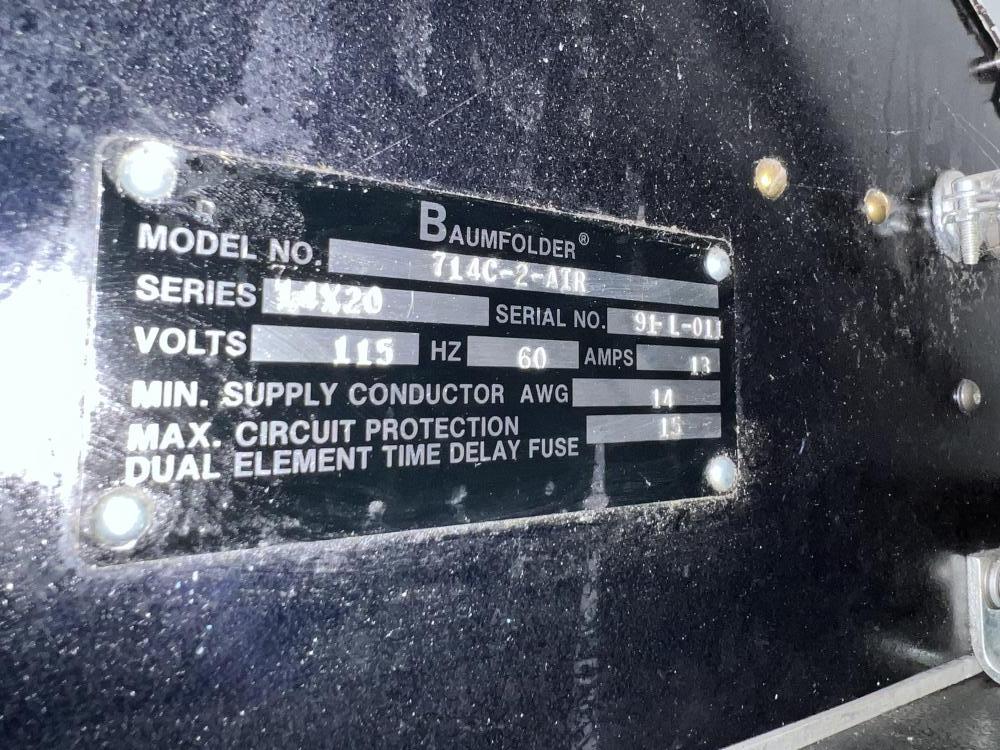 BAUMFOLDER®
MODEL NO. 714C-2-AIR
SERIES 14X20 SERIAL NO. 91-L-011
VOLTS 115 HZ 60 AMPS 13
MIN. SUPPLY CONDUCTOR AWG 14
MAX. CIRCUIT PROTECTION 15
DUAL ELEMENT TIME DELAY FUSE